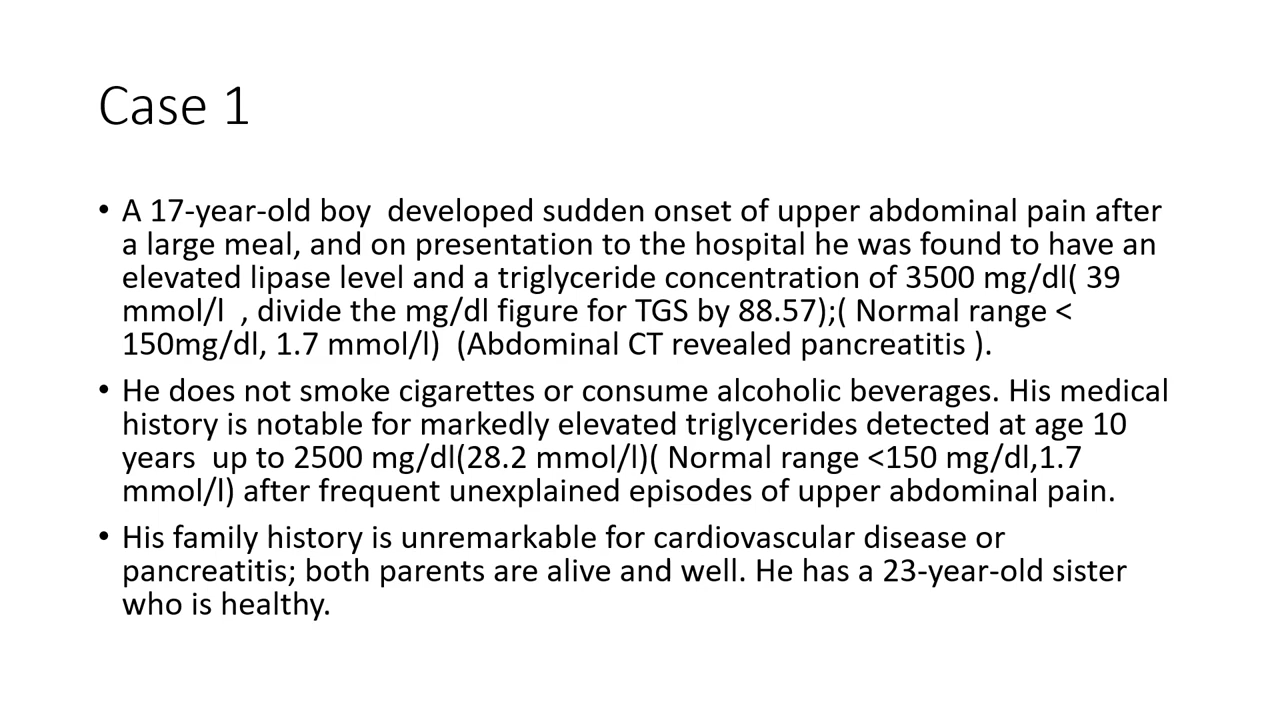 Case 1
• A 17-year-old boy  developed sudden onset of upper abdominal pain after
a large meal, and on presentation to the hospital he was found to have an
elevated lipase level and a triglyceride concentration of 3500 mg/dl( 39
mmol/l  , divide the mg/dl figure for TGS by 88.57);( Normal range <
150mg/dl, 1.7 mmol/l)  (Abdominal CT revealed pancreatitis ).
• He does not smoke cigarettes or consume alcoholic beverages. His medical
history is notable for markedly elevated triglycerides detected at age 10
years  up to 2500 mg/dl(28.2 mmol/l)( Normal range <150 mg/dl,1.7
mmol/l) after frequent unexplained episodes of upper abdominal pain.
• His family history is unremarkable for cardiovascular disease or
pancreatitis; both parents are alive and well. He has a 23-year-old sister
who is healthy.